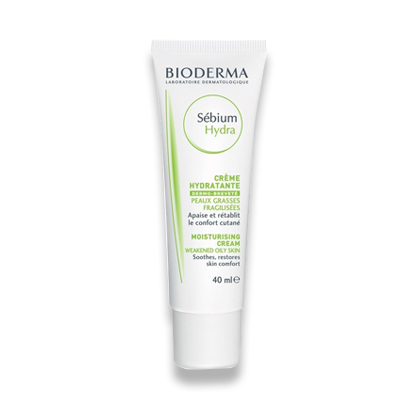 BIODERMA
LABORATOIRE DERMATOLOGIQUE
Sébium
Hydra
CRÈME
HYDRATANTE
DERMO-BREVETÉ
PEAUX GRASSES
FRAGILISÉES
Apaise et rétablit
le confort cutané
MOISTURISING
CREAM
WEAKENED OILY SKIN
Soothes, restores
skin comfort
40 ml e